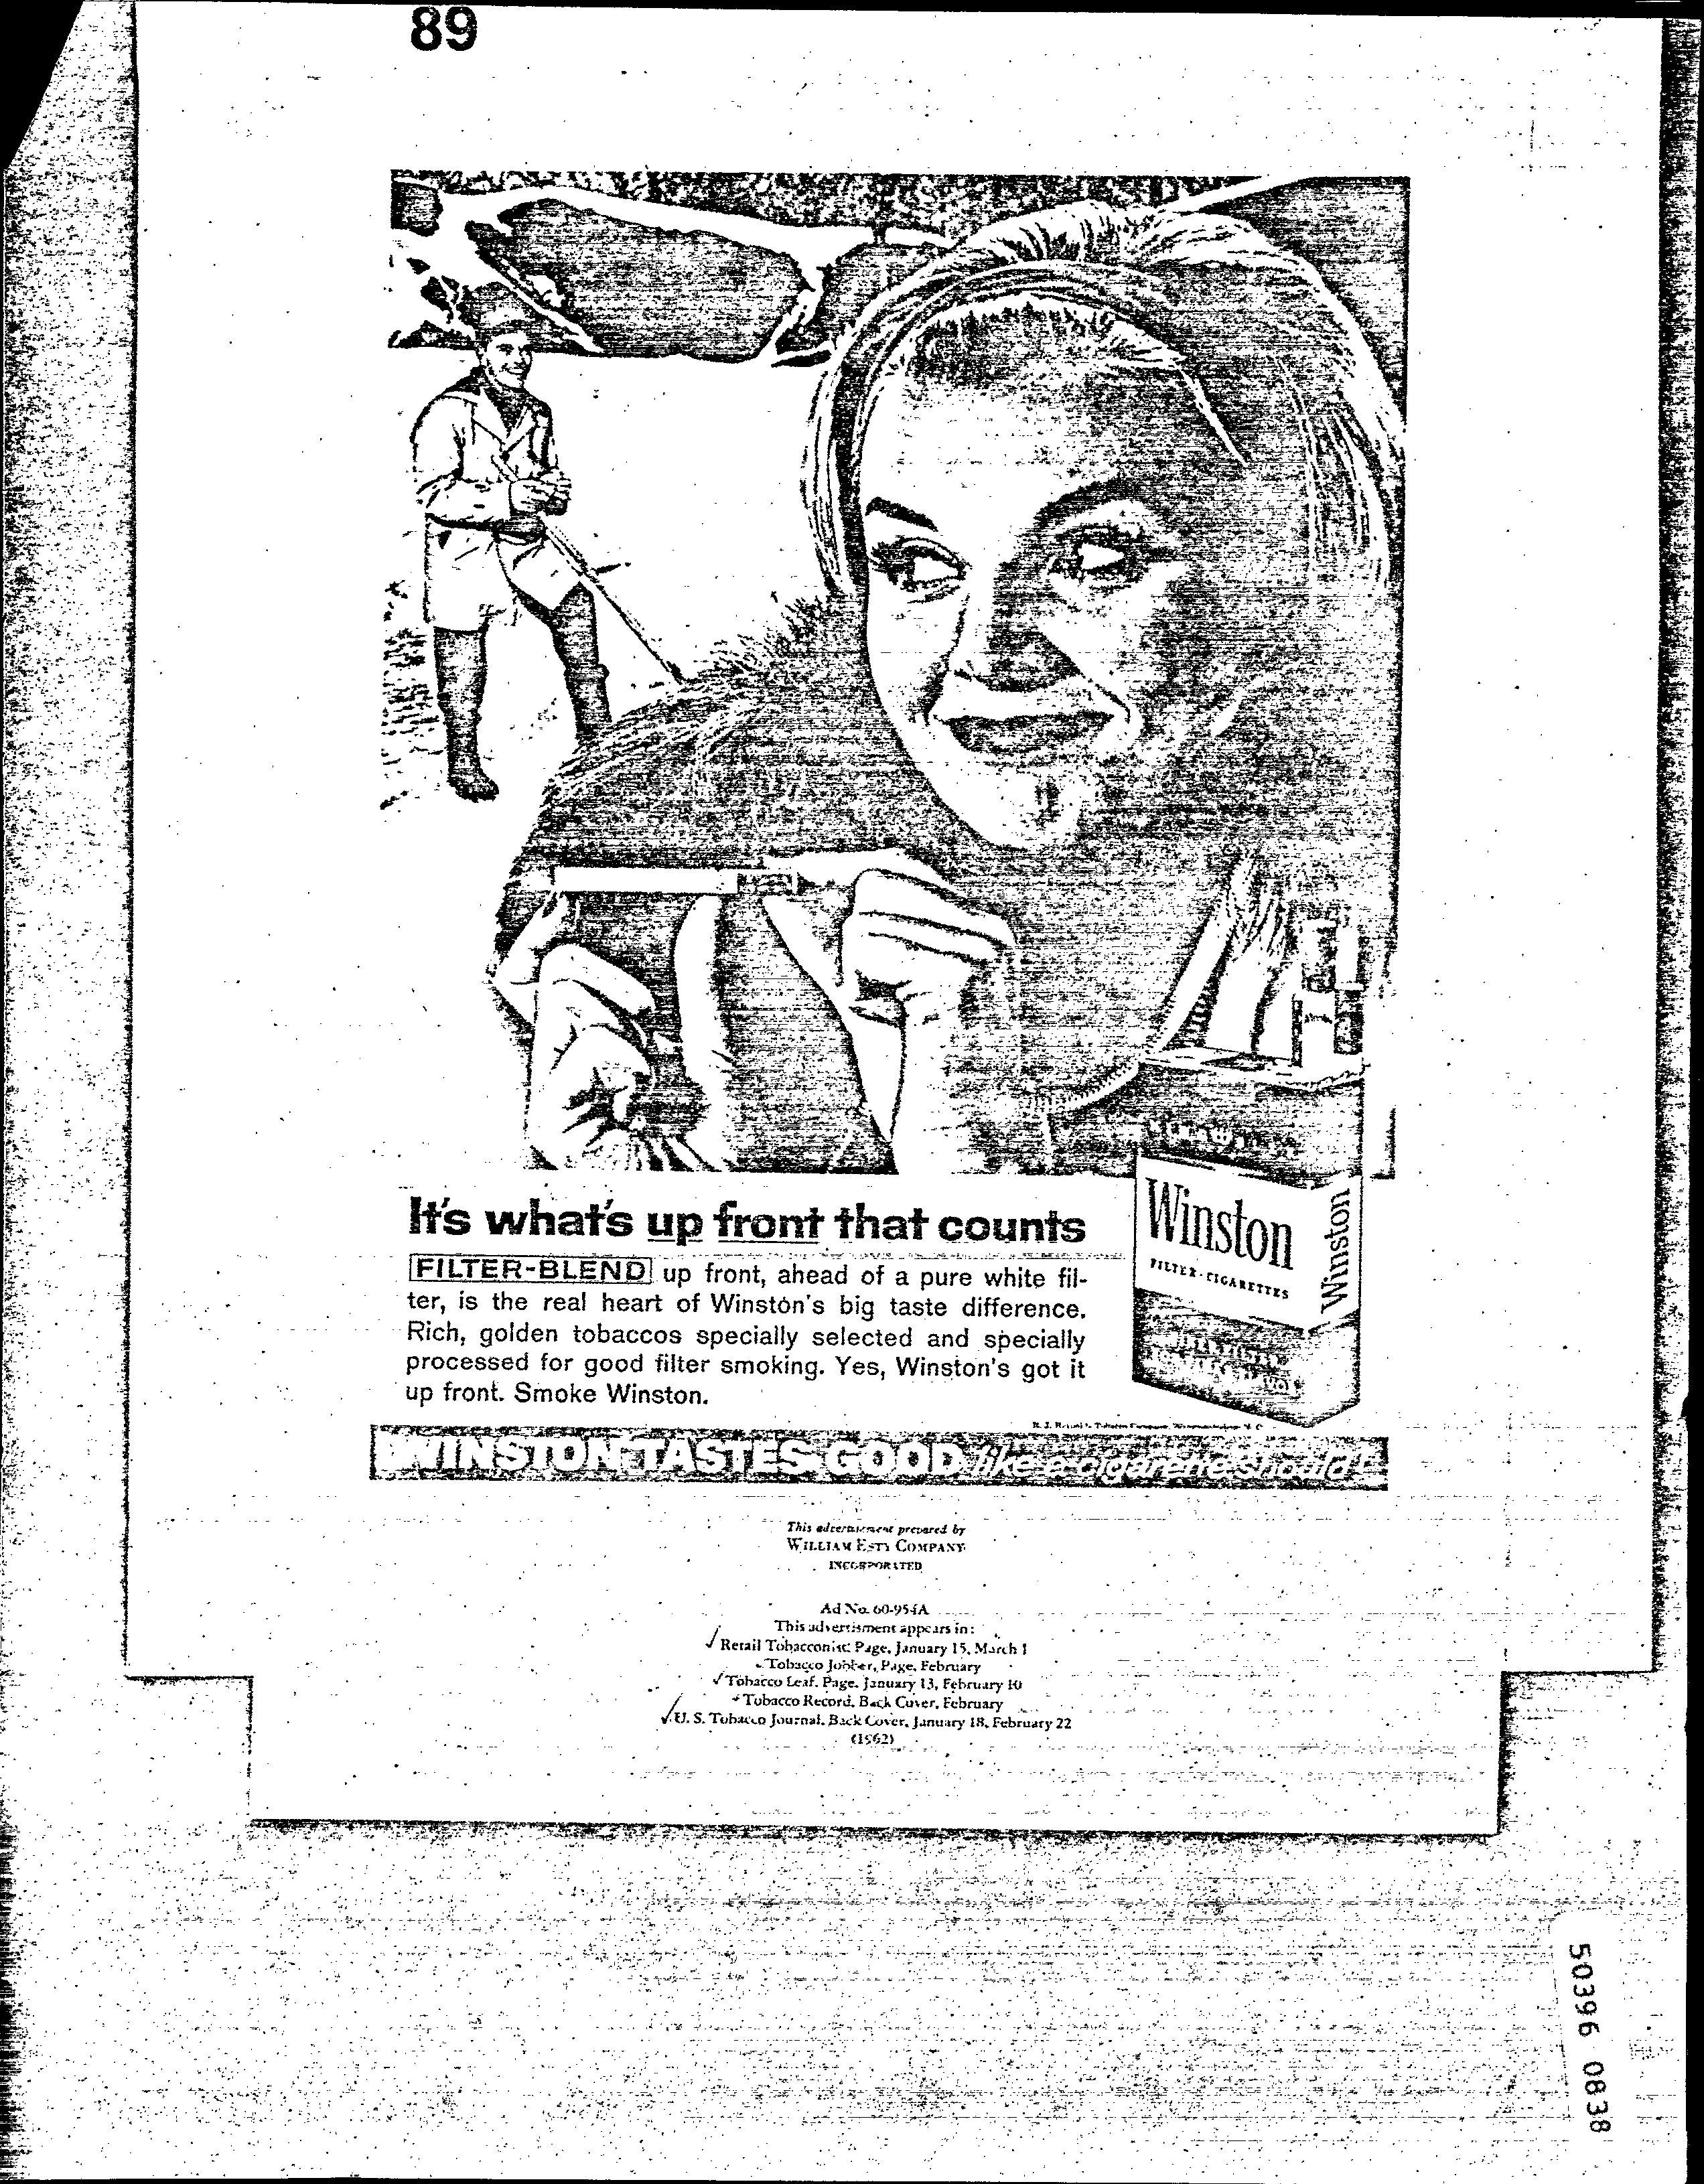 89
It's what's up front that counts
FILTER-BLEND up front, ahead of a pure white fil-
ter, is the real heart of Winston's big taste difference.
Rich, golden tobaccos specially selected and specially
processed for good filter smoking. Yes, Winston's got it
up front. Smoke Winston.
Winston
FILTER-CIGARETTES
Winston
WINSTON TASTES GOOD like a cigarette should!
This advertisement prepared by
WILLIAM ESTY COMPANY
INCORPORATED
Ad No. 60-954A
This advertisment appears in:
Retail Tobacconist: Page, January 15, March 1
Tobacco Jobber, Page, February
Tobacco Leaf, Page, January 13, February 10
Tobacco Record, Back Cover, February
U. S. Tobacco Journal, Back Cover, January 18, February 22
(1962)
50396 0838